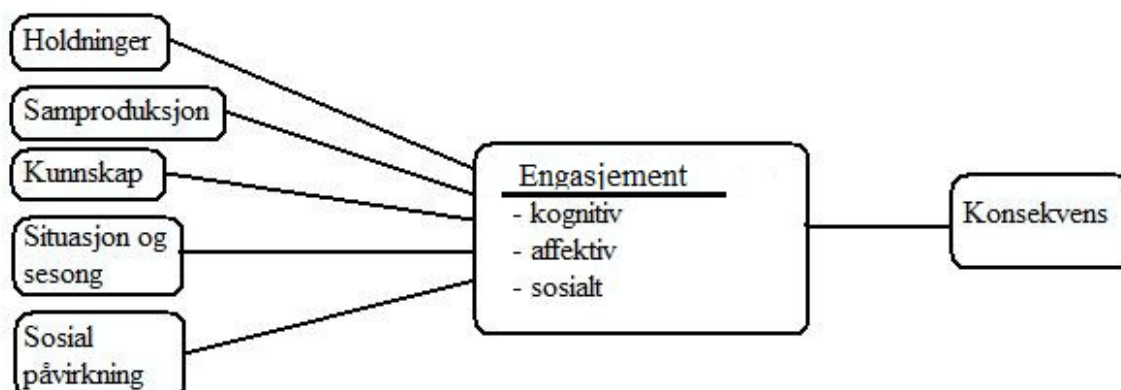 Holdninger
Samproduksjon
Kunnskap
Situasjon og
sesong
Sosial
påvirkning
Engasjement
- kognitiv
- affektiv
- sosialt
Konsekvens